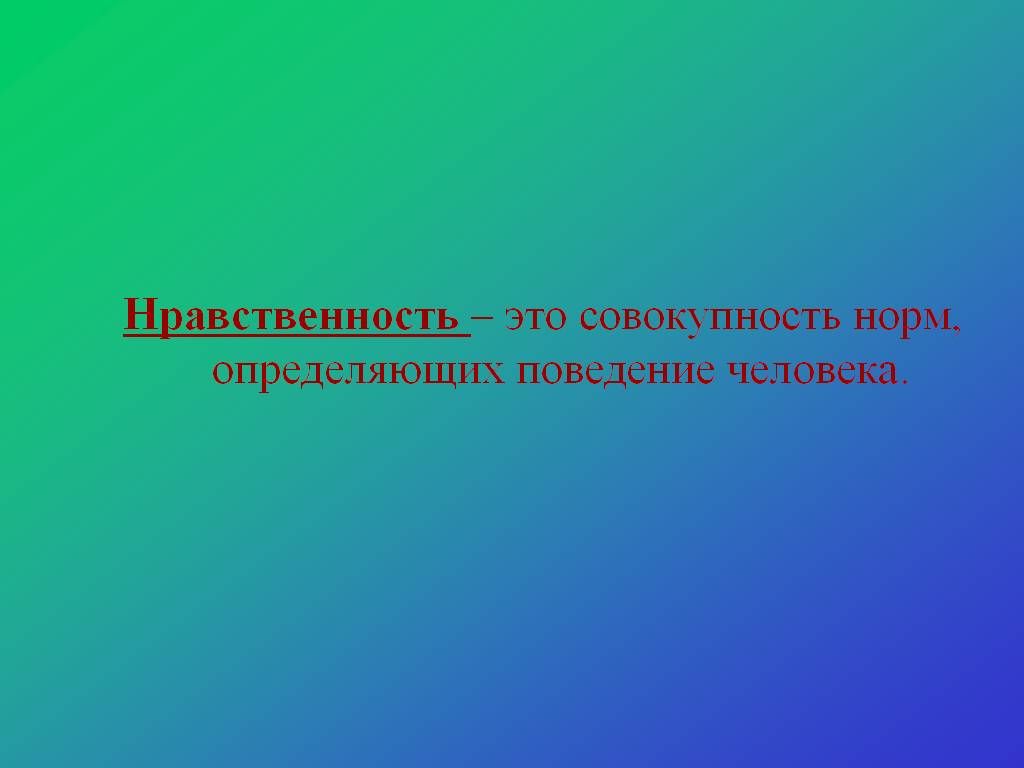 Нравственность – это совокупность норм,
определяющих поведение человека.